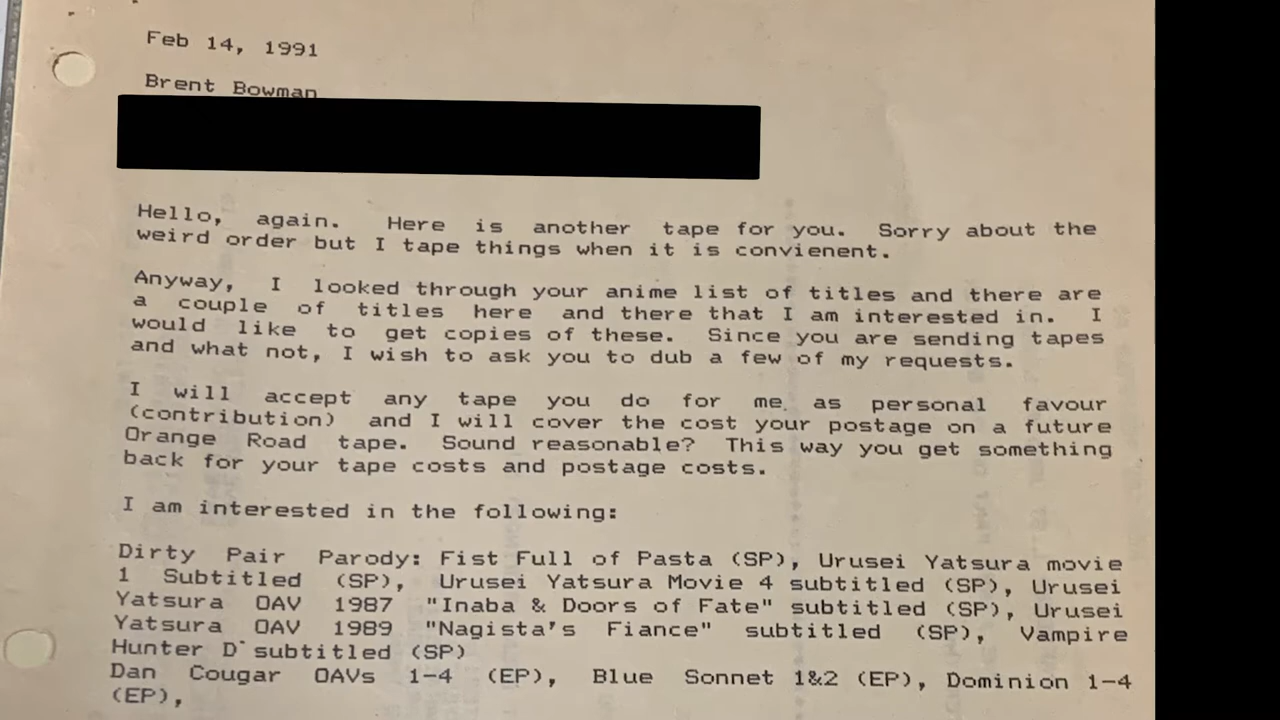 Feb 14, 1991
Brent Bowman
Hello, again. Here is another tape for you. Sorry about the
weird order but I tape things when it is convienent.
Anyway, I looked through your anime list of titles and there are
a couple of titles here and there that I am interested in. I
would like to get copies of these. Since you are sending tapes
and what not, I wish to ask you to dub a few of my requests.
I will accept any tape you do for me as personal favour
(contribution) and I will cover the cost your postage on a future
Orange Road tape. Sound reasonable? This way you get something
back for your tape costs and postage costs.
I am interested in the following:
Dirty Pair Parody: Fist Full of Pasta (SP), Urusei Yatsura movie
1 Subtitled (SP), Urusei Yatsura Movie 4 subtitled (SP), Urusei
Yatsura OAV 1987 "Inaba & Doors of Fate" subtitled (SP), Urusei
Yatsura OAV 1989 "Nagista's Fiance" subtitled (SP), Vampire
Hunter D subtitled (SP)
Dan Cougar OAVs 1-4 (EP), Blue Sonnet 1&2 (EP), Dominion 1-4
(EP),